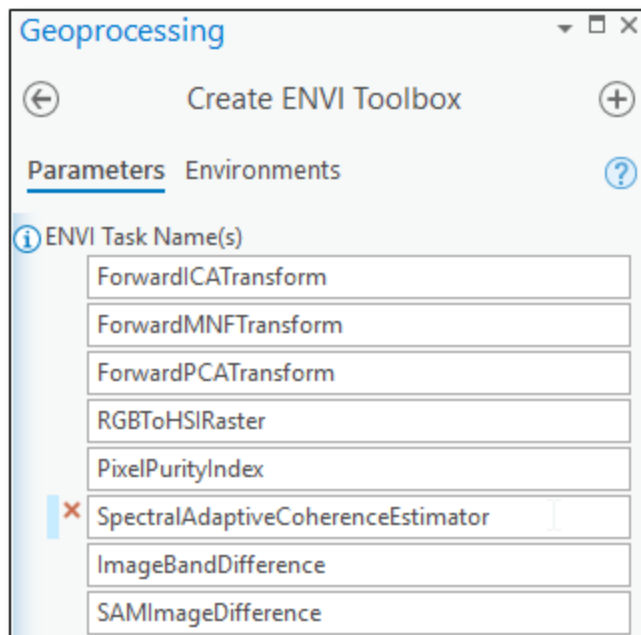 Geoprocessing
Create ENVI Toolbox
Parameters Environments
ENVI Task Name(s)
ForwardICATransform
ForwardMNFTransform
ForwardPCATransform
RGBToHSIRaster
PixelPurityIndex
SpectralAdaptiveCoherenceEstimator
ImageBandDifference
SAMImageDifference